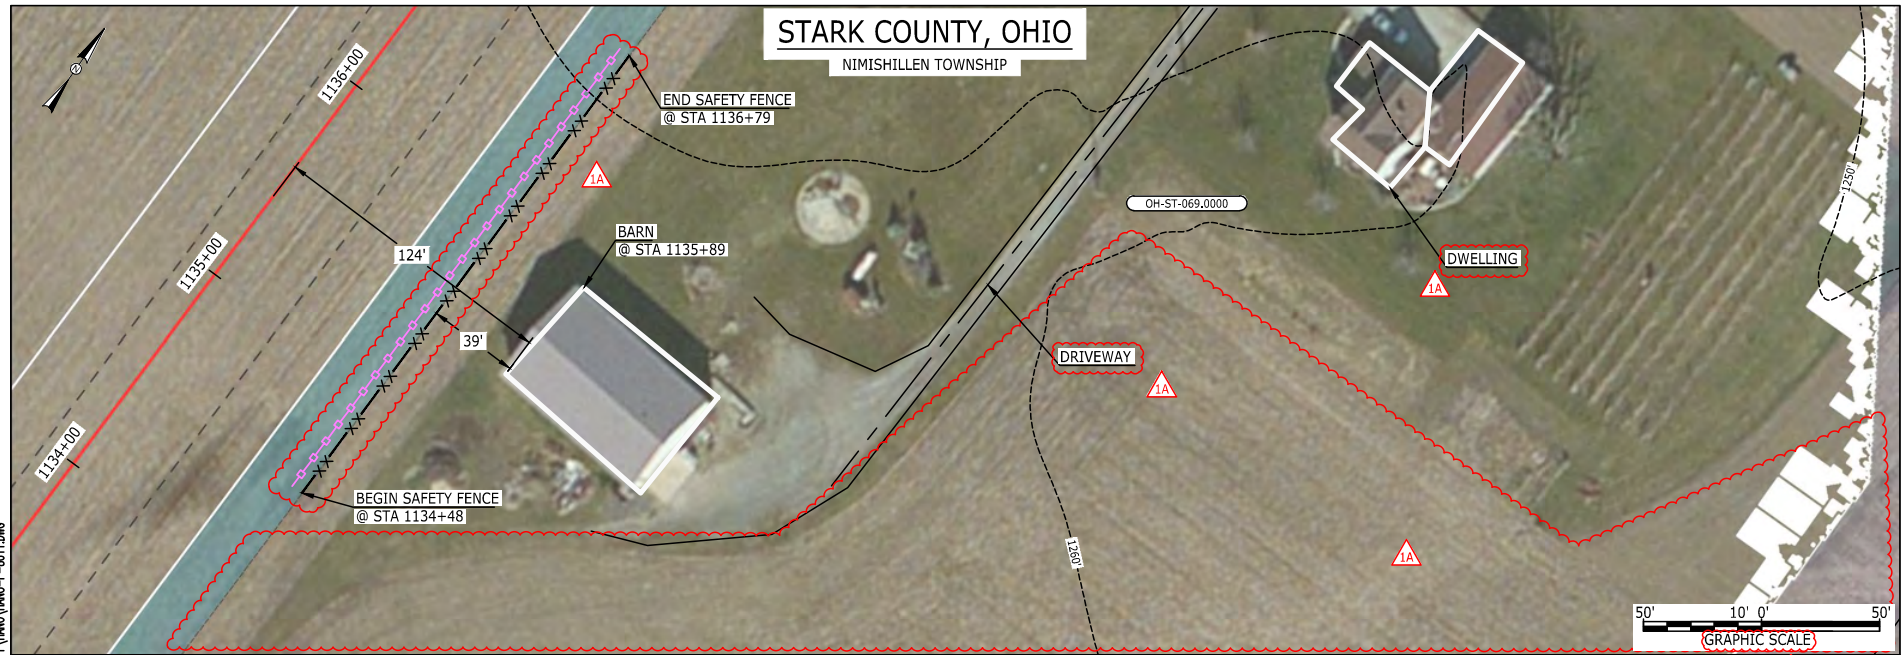 STARK COUNTY, OHIO
NIMISHILLEN TOWNSHIP
1136+00
END SAFETY FENCE
@ STA 1136+79
1A
1250'
OH-ST-069.0000
BARN
@ STA 1135+89
124'
1135+00
DWELLING
1A
39'
DRIVEWAY
1A
1134+00
BEGIN SAFETY FENCE
@ STA 1134+48
1260'
1A
50' 10' 0' 50'
GRAPHIC SCALE